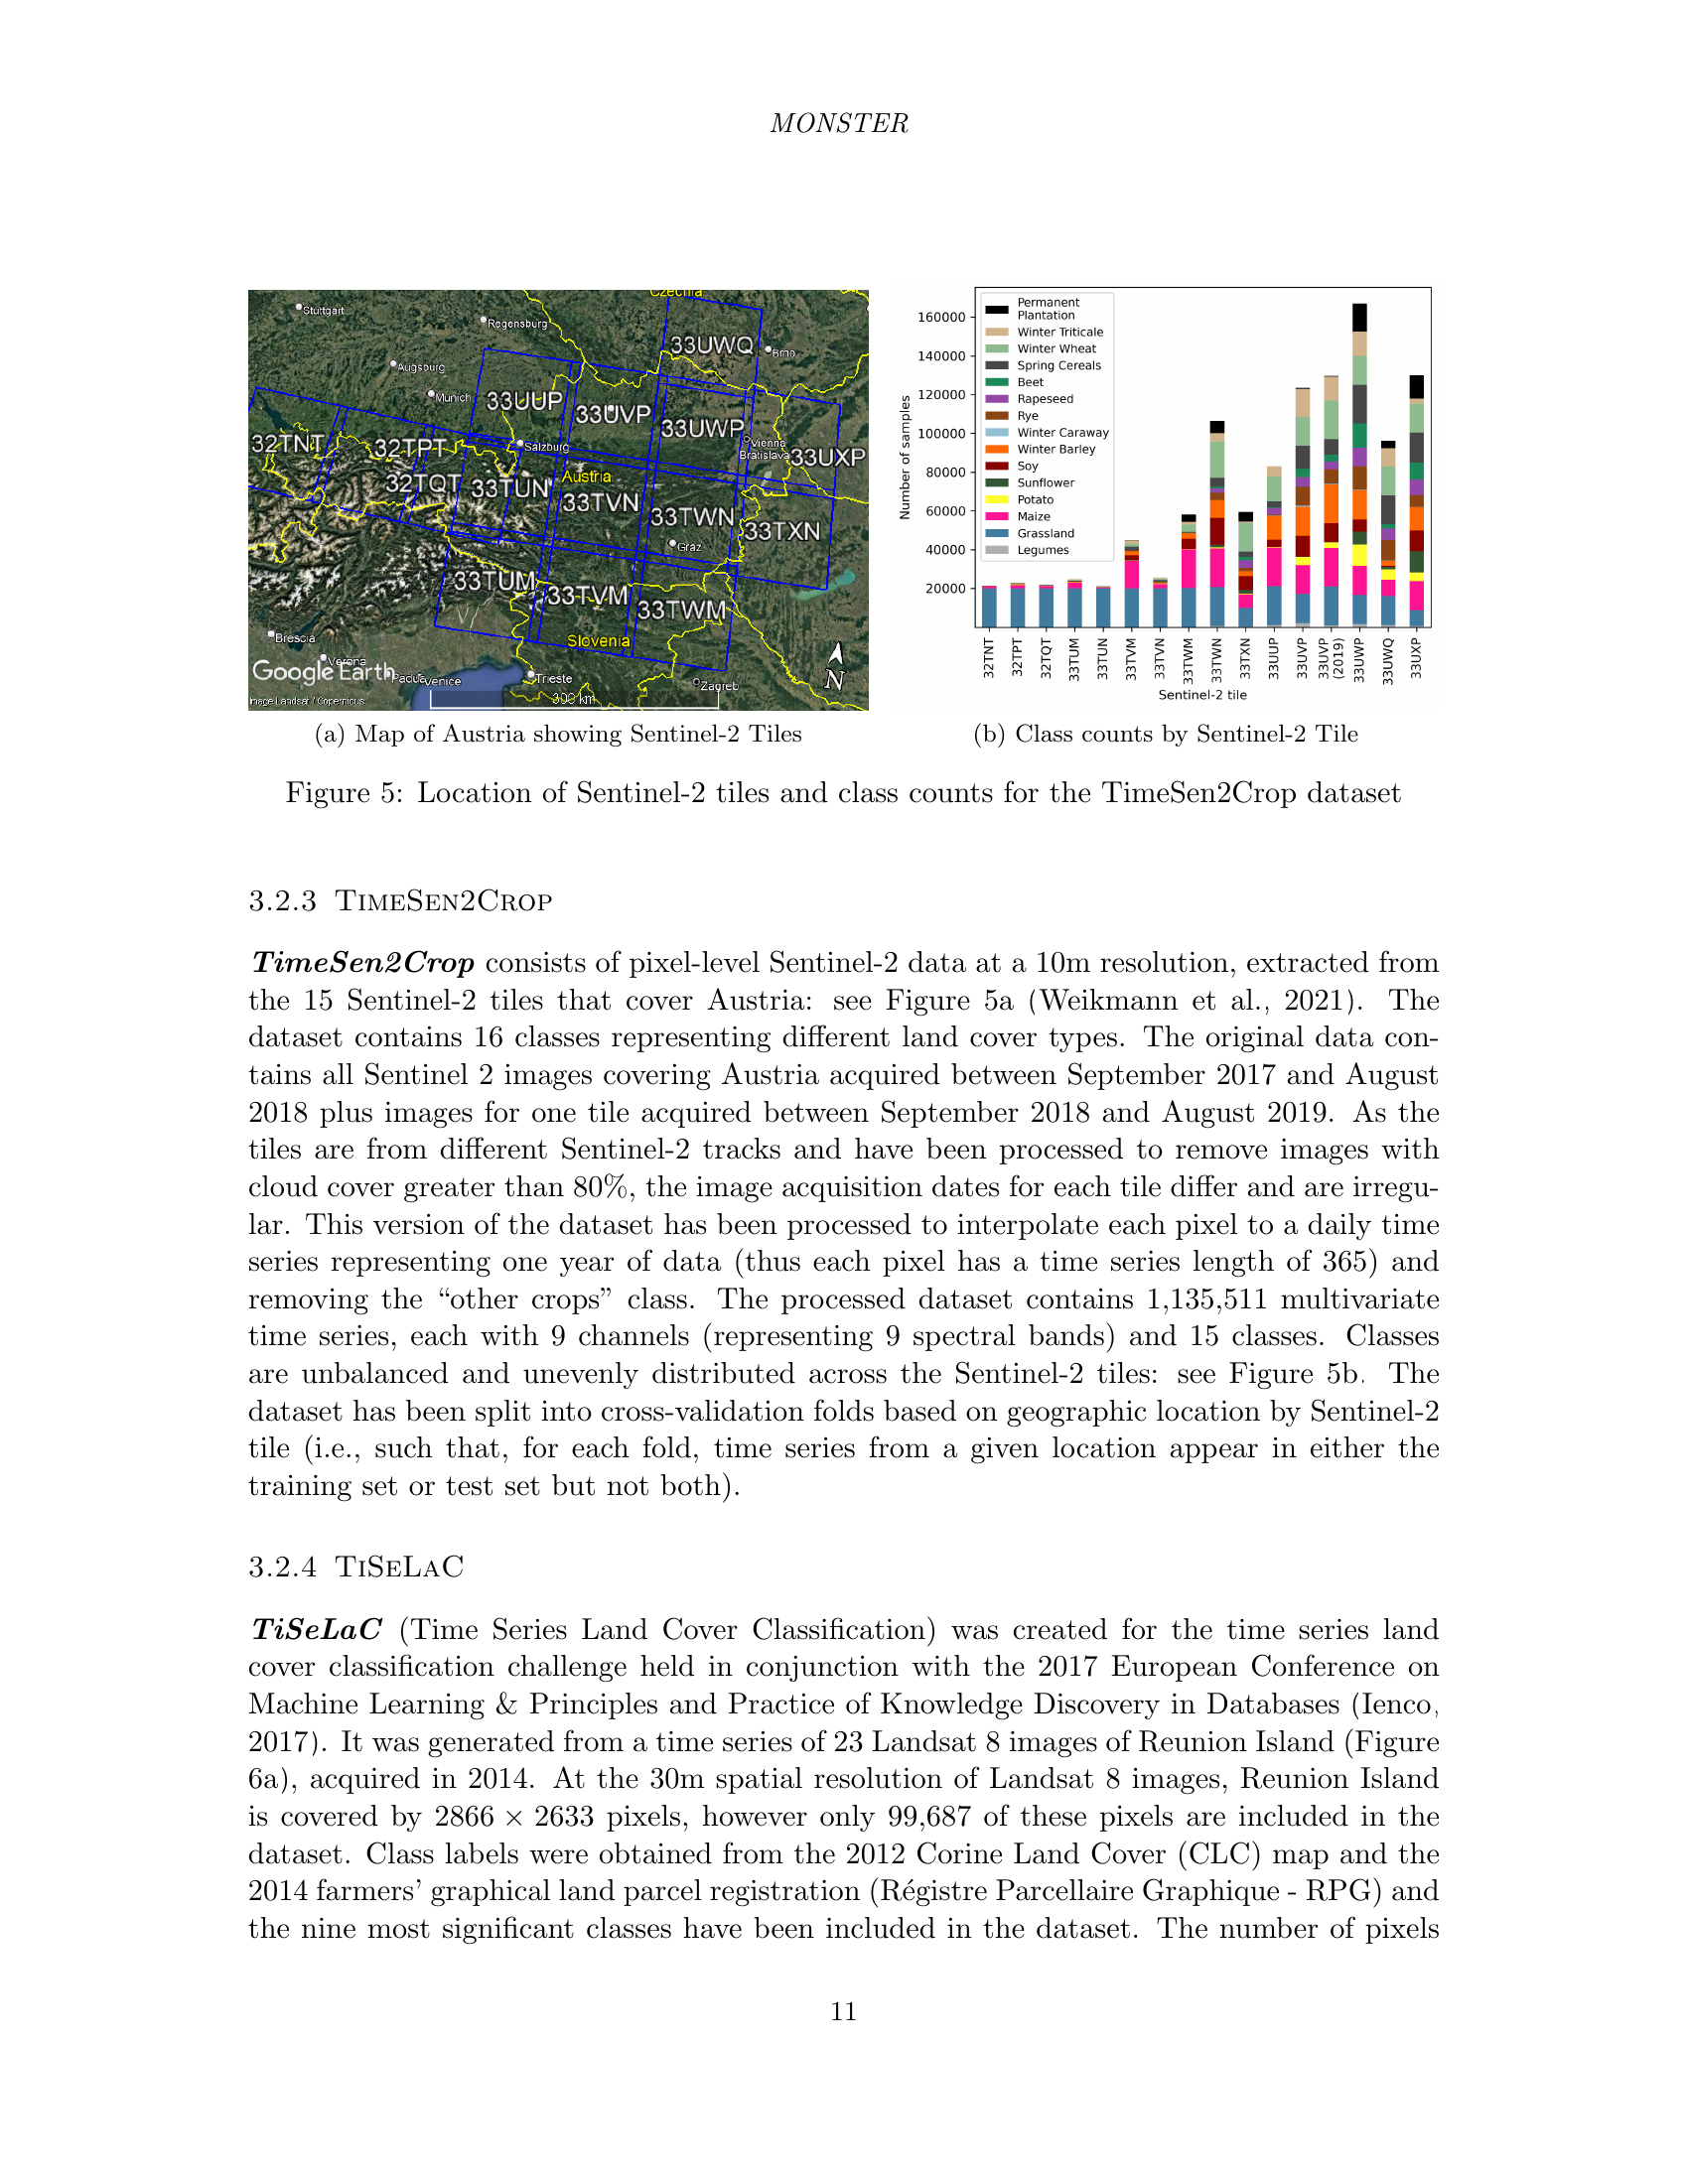 MONSTER
Czechia
Stuttgart
Regensburg
33UWQ
Brno
Augsburg
Munich
33UUP
33UVP
33UWP
32TNT
32TPT
Salzburg
Vienna
Bratislava
33UXP
32TQT
33TUN
Austria
33TVN
33TWN
33TXN
Graz
33TUM
33TVM
33TWM
Slovenia
Brescia
Verona
Google Earth
Padua
Venice
Trieste
Zagreb
N
300 km
Image Landsat / Copernicus
Number of samples
160000
140000
120000
100000
80000
60000
40000
20000
Permanent
Plantation
Winter Triticale
Winter Wheat
Spring Cereals
Beet
Rapeseed
Rye
Winter Caraway
Winter Barley
Soy
Sunflower
Potato
Maize
Grassland
Legumes
32TNT
32TPT
32TQT
33TUM
33TUN
33TVM
33TVN
33TWM
33TWN
33TXN
33UUP
33UVP
33UVP
(2019)
33UWP
33UWQ
33UXP
Sentinel-2 tile
(a) Map of Austria showing Sentinel-2 Tiles
(b) Class counts by Sentinel-2 Tile
Figure 5: Location of Sentinel-2 tiles and class counts for the TimeSen2Crop dataset
3.2.3 TimeSen2Crop
TimeSen2Crop consists of pixel-level Sentinel-2 data at a 10m resolution, extracted from
the 15 Sentinel-2 tiles that cover Austria: see Figure 5a (Weikmann et al., 2021). The
dataset contains 16 classes representing different land cover types. The original data con-
tains all Sentinel 2 images covering Austria acquired between September 2017 and August
2018 plus images for one tile acquired between September 2018 and August 2019. As the
tiles are from different Sentinel-2 tracks and have been processed to remove images with
cloud cover greater than 80%, the image acquisition dates for each tile differ and are irregu-
lar. This version of the dataset has been processed to interpolate each pixel to a daily time
series representing one year of data (thus each pixel has a time series length of 365) and
removing the “other crops” class. The processed dataset contains 1,135,511 multivariate
time series, each with 9 channels (representing 9 spectral bands) and 15 classes. Classes
are unbalanced and unevenly distributed across the Sentinel-2 tiles: see Figure 5b. The
dataset has been split into cross-validation folds based on geographic location by Sentinel-2
tile (i.e., such that, for each fold, time series from a given location appear in either the
training set or test set but not both).
3.2.4 TiSeLaC
TiSeLaC (Time Series Land Cover Classification) was created for the time series land
cover classification challenge held in conjunction with the 2017 European Conference on
Machine Learning & Principles and Practice of Knowledge Discovery in Databases (Ienco,
2017). It was generated from a time series of 23 Landsat 8 images of Reunion Island (Figure
6a), acquired in 2014. At the 30m spatial resolution of Landsat 8 images, Reunion Island
is covered by 2866 × 2633 pixels, however only 99,687 of these pixels are included in the
dataset. Class labels were obtained from the 2012 Corine Land Cover (CLC) map and the
2014 farmers’ graphical land parcel registration (Régistre Parcellaire Graphique - RPG) and
the nine most significant classes have been included in the dataset. The number of pixels
11